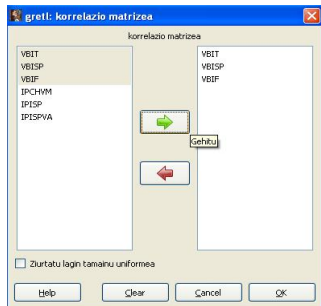 gretl: korrelazio matrizea
korrelazio matrizea
VBIT
VBISP
VBIF
IPCHVM
IPISP
IPISPVA
VBIT
VBISP
VBIF
Gehitu
Ziurtatu lagin tamainu uniformea
Help
Clear
Cancel
OK